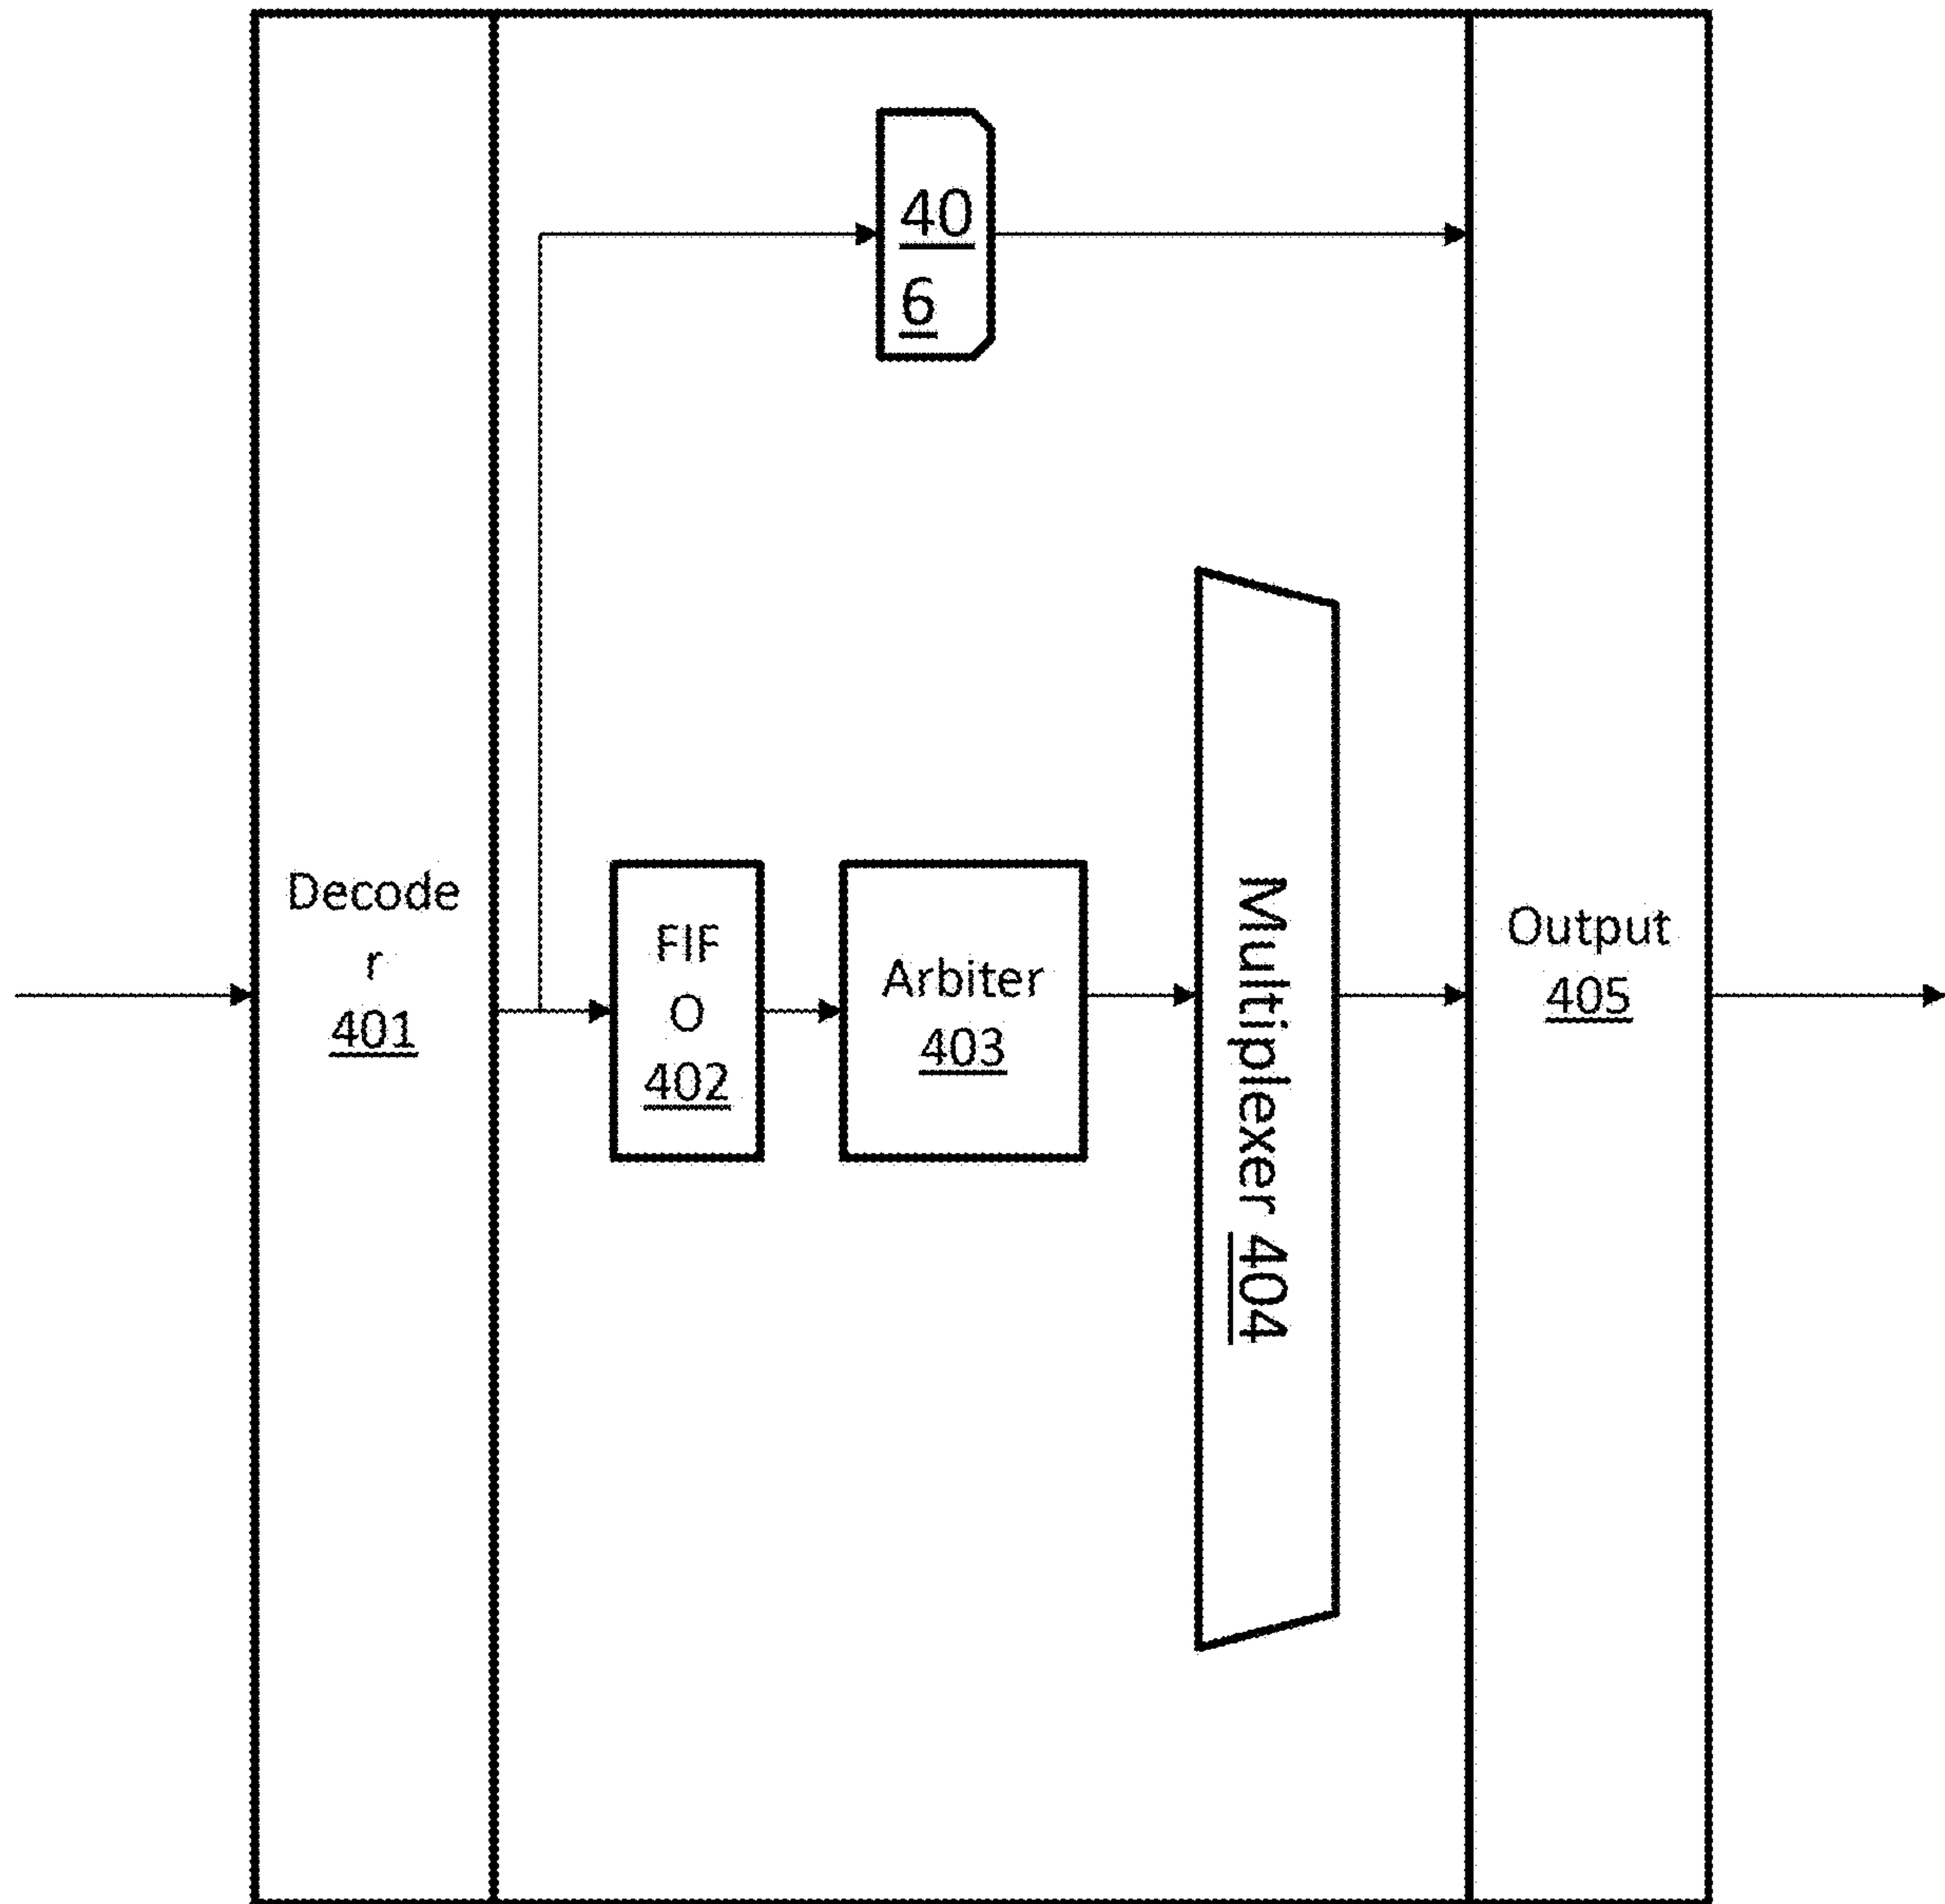 40
6
Decode
r
401
FIF
O
402
Arbiter
403
Multiplexer 404
Output
405